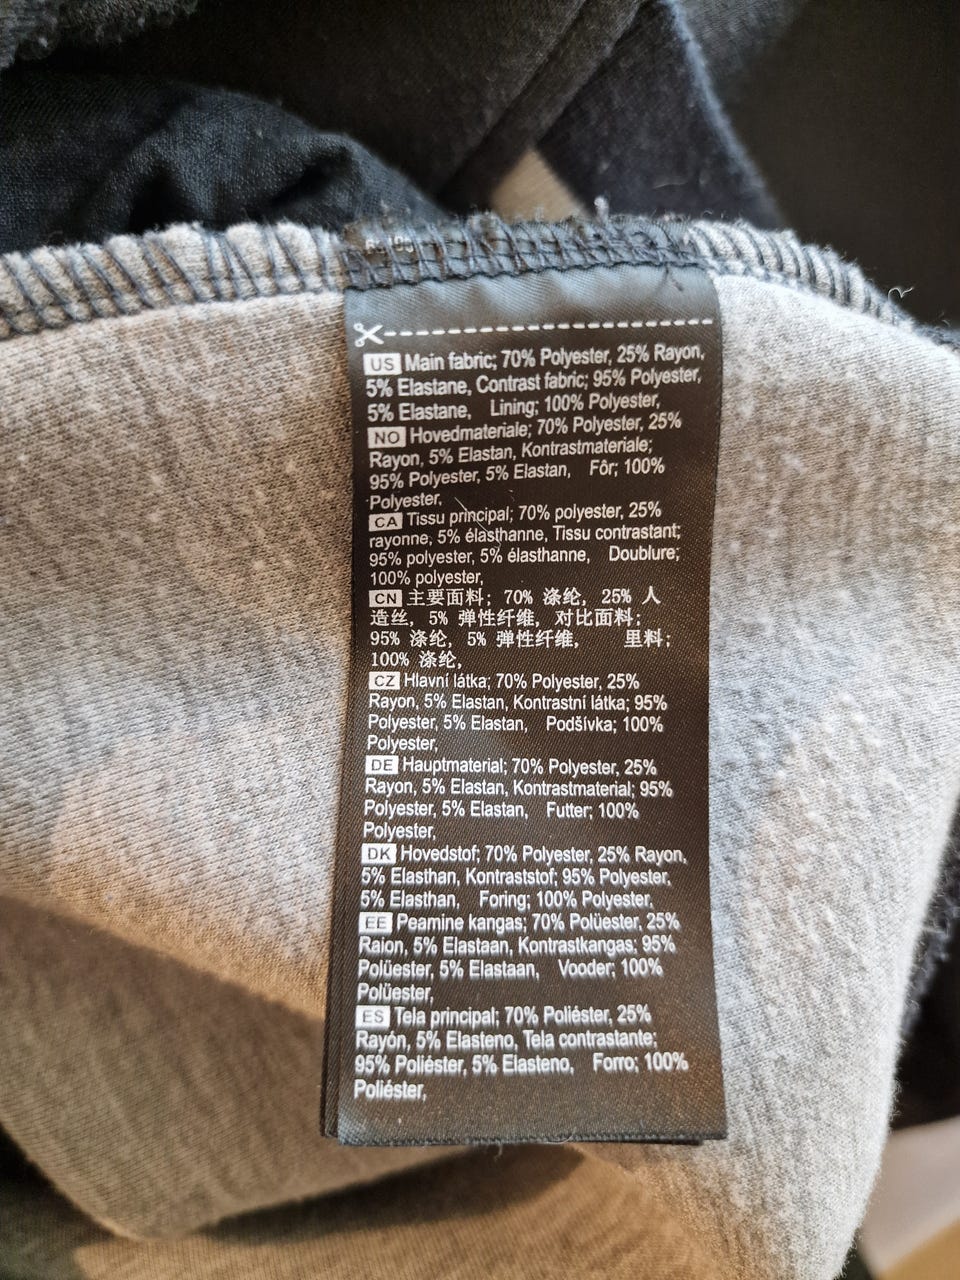 US Main fabric; 70% Polyester, 25% Rayon,
5% Elastane, Contrast fabric; 95% Polyester,
5% Elastane, Lining; 100% Polyester,
NO Hovedmateriale; 70% Polyester, 25%
Rayon, 5% Elastan, Kontrastmateriale;
95% Polyester, 5% Elastan, Fôr; 100%
Polyester,
CA Tissu principal; 70% polyester, 25%
rayonne, 5% élasthanne, Tissu contrastant;
95% polyester, 5% élasthanne, Doublure;
100% polyester,
CN 主要面料; 70% 涤纶, 25% 人
造丝, 5% 弹性纤维, 对比面料;
95% 涤纶, 5% 弹性纤维, 里料;
100% 涤纶,
CZ Hlavní látka; 70% Polyester, 25%
Rayon, 5% Elastan, Kontrastní látka; 95%
Polyester, 5% Elastan, Podšívka; 100%
Polyester,
DE Hauptmaterial; 70% Polyester, 25%
Rayon, 5% Elastan, Kontrastmaterial; 95%
Polyester, 5% Elastan, Futter; 100%
Polyester,
DK Hovedstof; 70% Polyester, 25% Rayon,
5% Elasthan, Kontraststof; 95% Polyester,
5% Elasthan, Foring; 100% Polyester,
EE Peamine kangas; 70% Polüester, 25%
Raion, 5% Elastaan, Kontrastkangas; 95%
Polüester, 5% Elastaan, Vooder; 100%
Polüester,
ES Tela principal; 70% Poliéster, 25%
Rayón, 5% Elasteno, Tela contrastante;
95% Poliéster, 5% Elasteno, Forro; 100%
Poliéster,